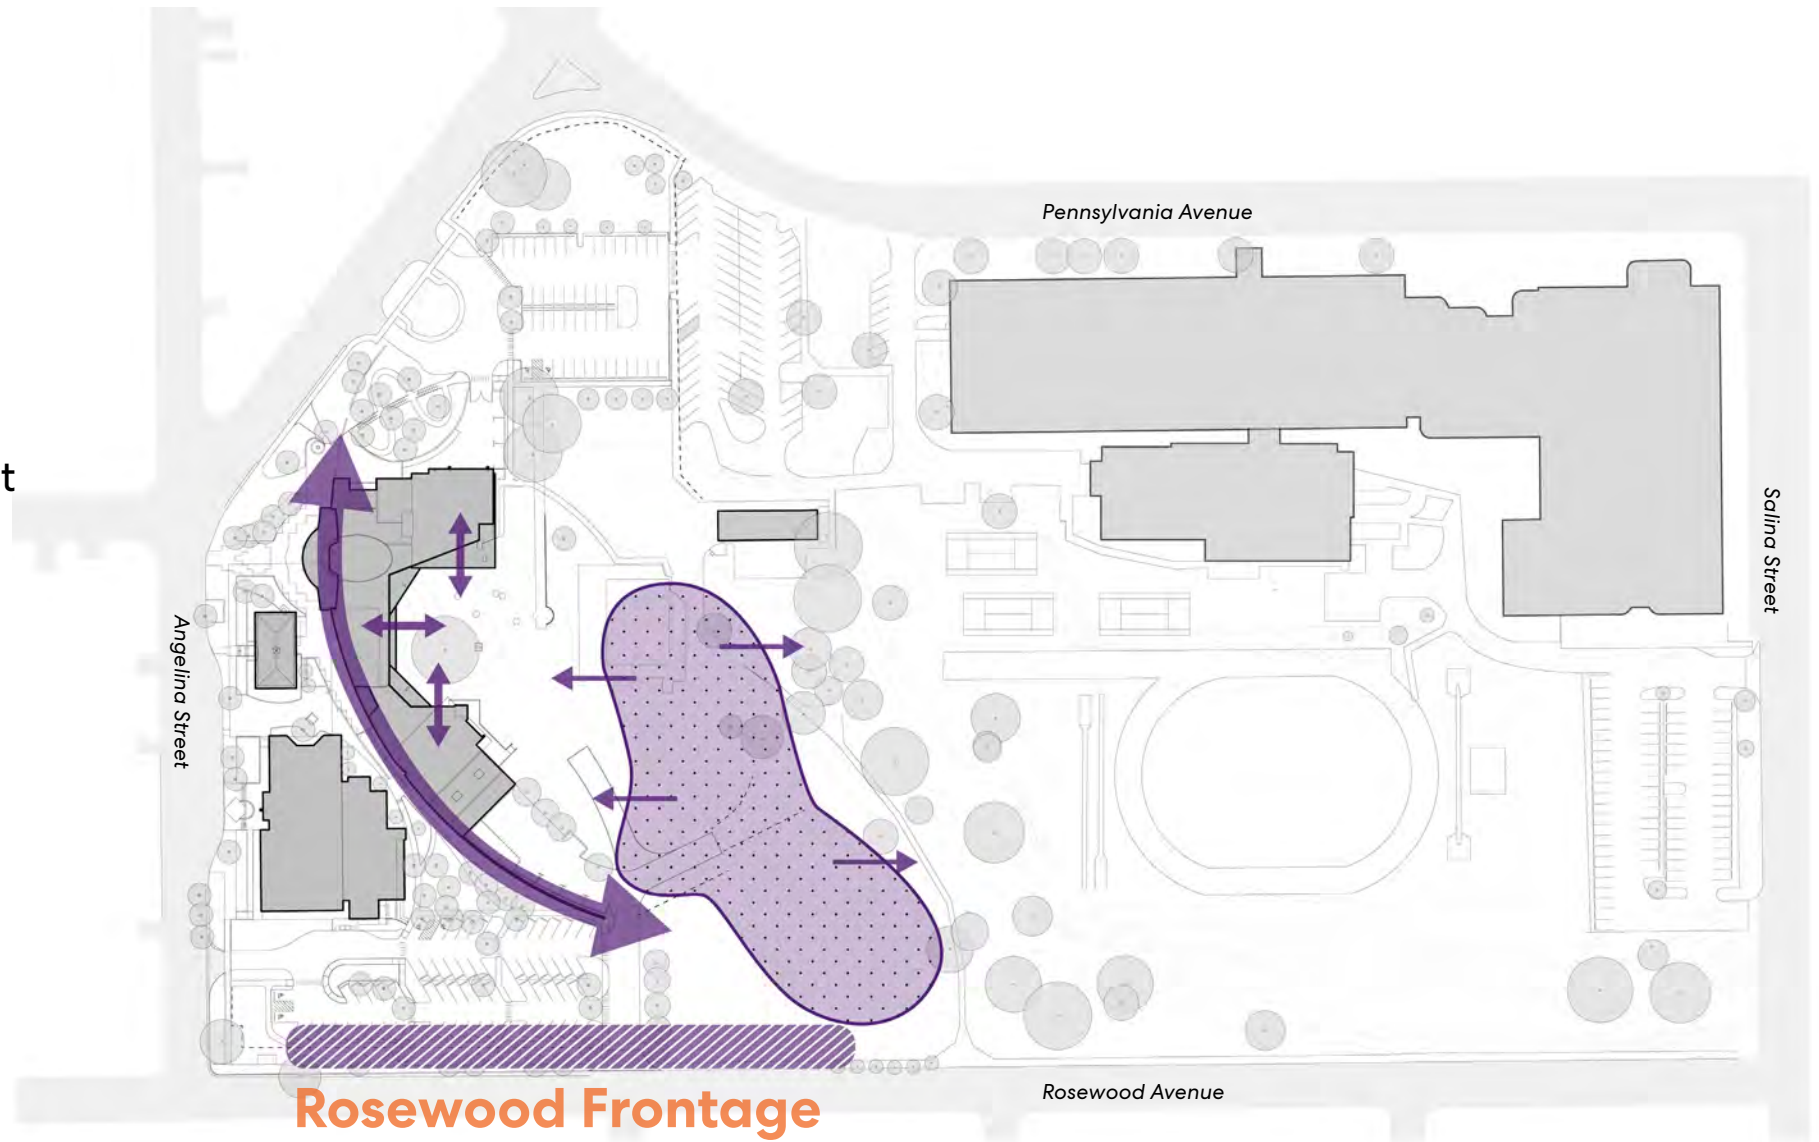 Pennsylvania Avenue
t
Salina Street
Angelina Street
Rosewood Avenue
Rosewood Frontage